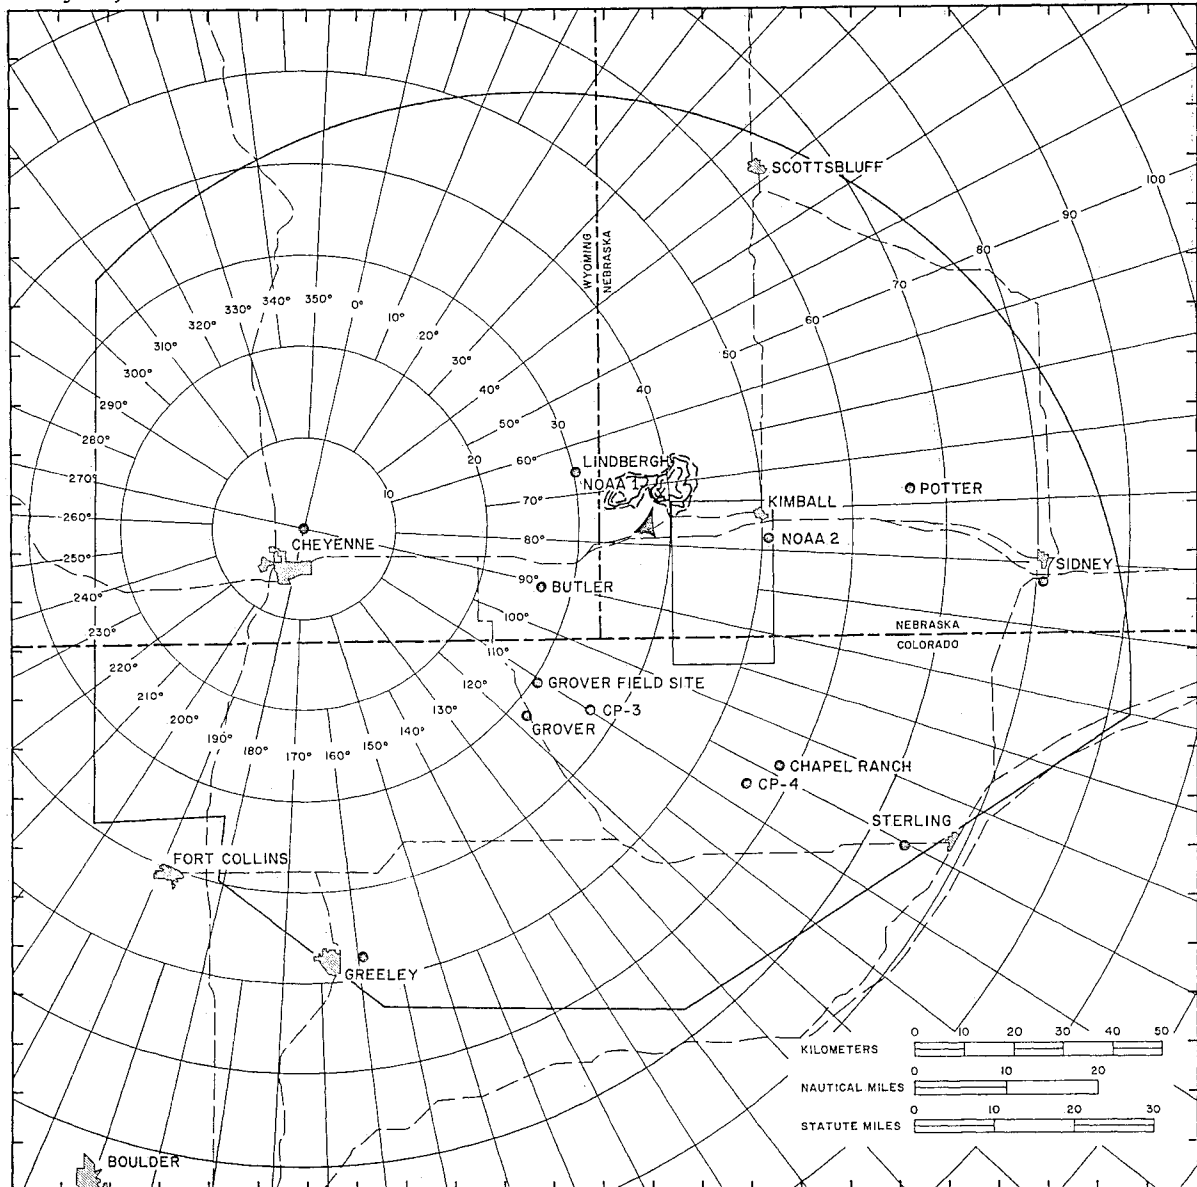 SCOTTSBLUFF
WYOMING
NEBRASKA
100
90
80
70
60
50
40
30
20
10
350°
0°
10°
20°
30°
40°
50°
60°
70°
80°
90°
100°
110°
120°
130°
140°
150°
160°
170°
180°
190°
200°
210°
220°
230°
240°
250°
260°
270°
280°
290°
300°
310°
320°
330°
340°
LINDBERGH
NOAA 1
KIMBALL
POTTER
NOAA 2
CHEYENNE
SIDNEY
BUTLER
NEBRASKA
COLORADO
GROVER FIELD SITE
CP-3
GROVER
CHAPEL RANCH
CP-4
STERLING
FORT COLLINS
GREELEY
BOULDER
0 10 20 30 40 50
KILOMETERS
0 10 20
NAUTICAL MILES
0 10 20 30
STATUTE MILES